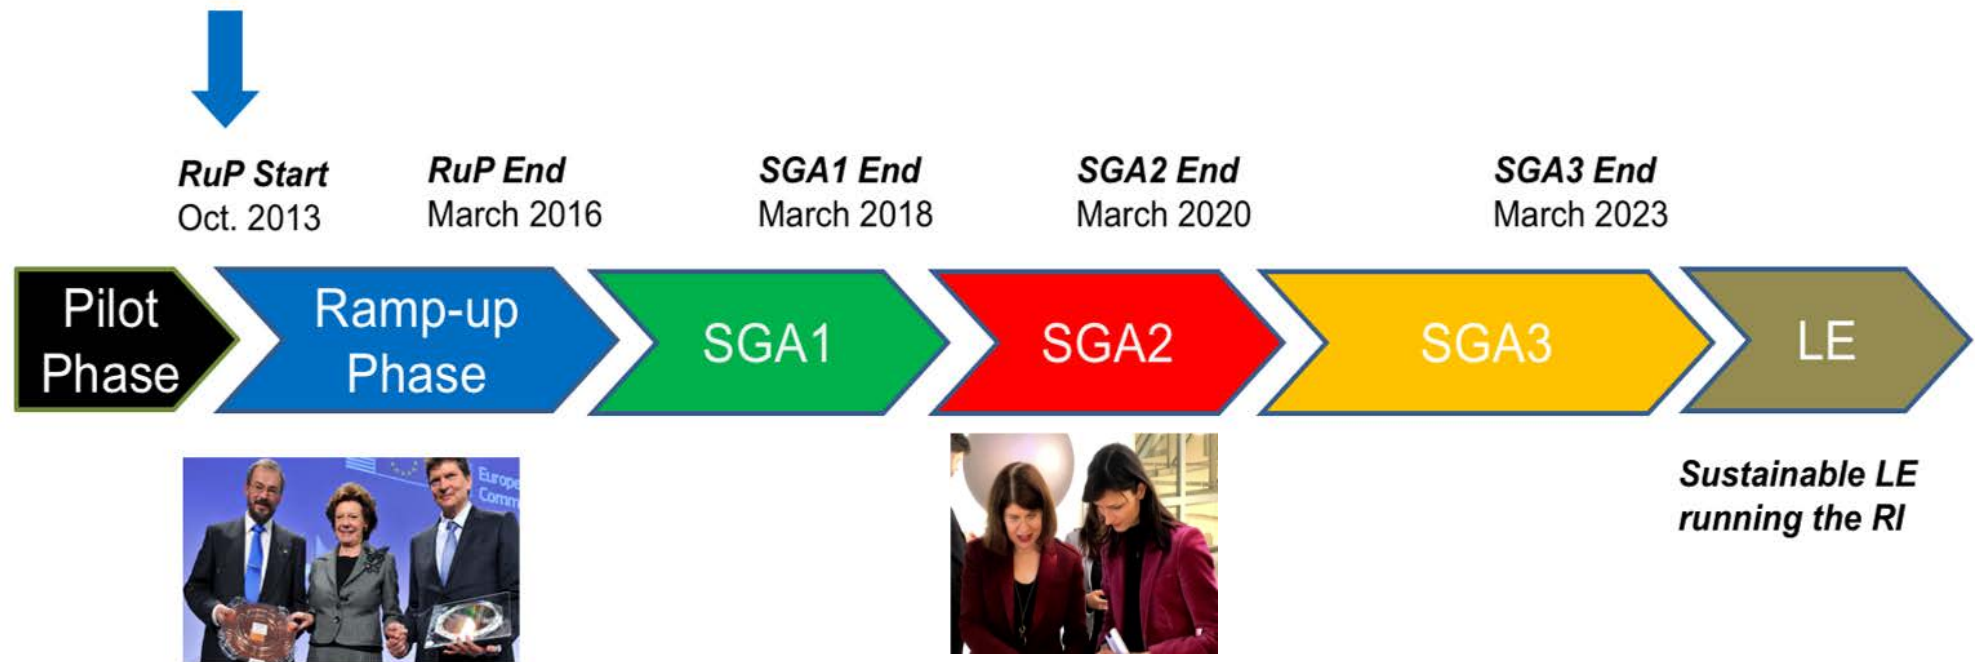 RuP Start
Oct. 2013
RuP End
March 2016
SGA1 End
March 2018
SGA2 End
March 2020
SGA3 End
March 2023
Pilot
Phase
Ramp-up
Phase
SGA1
SGA2
SGA3
LE
Sustainable LE
running the RI